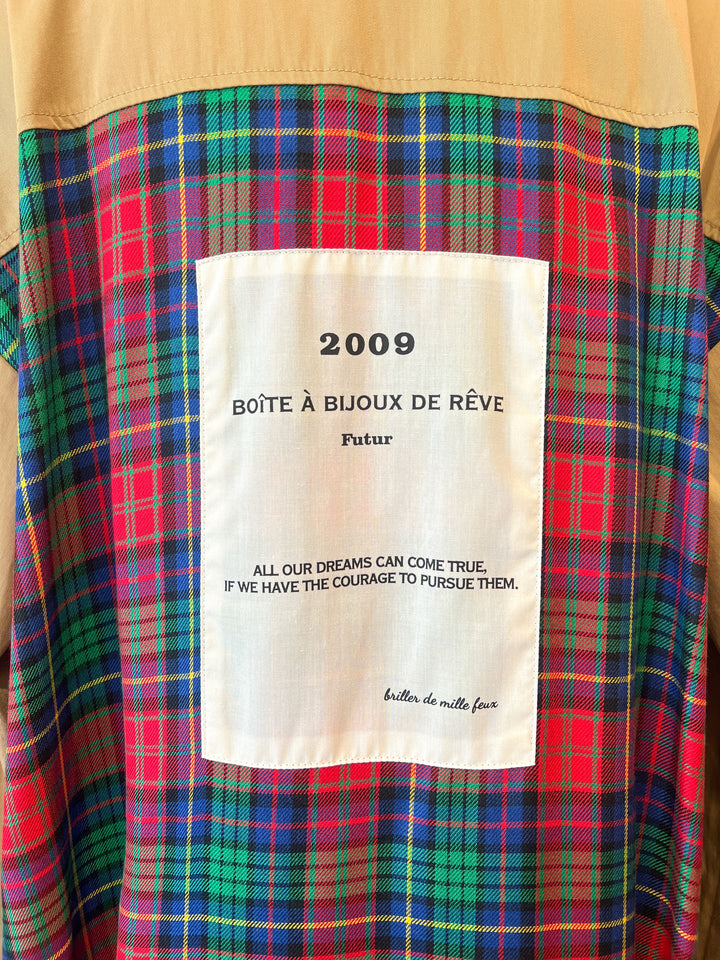 2009
BOîTE À BIJOUX DE RÊVE
Futur
ALL OUR DREAMS CAN COME TRUE,
IF WE HAVE THE COURAGE TO PURSUE THEM.
briller de mille feux